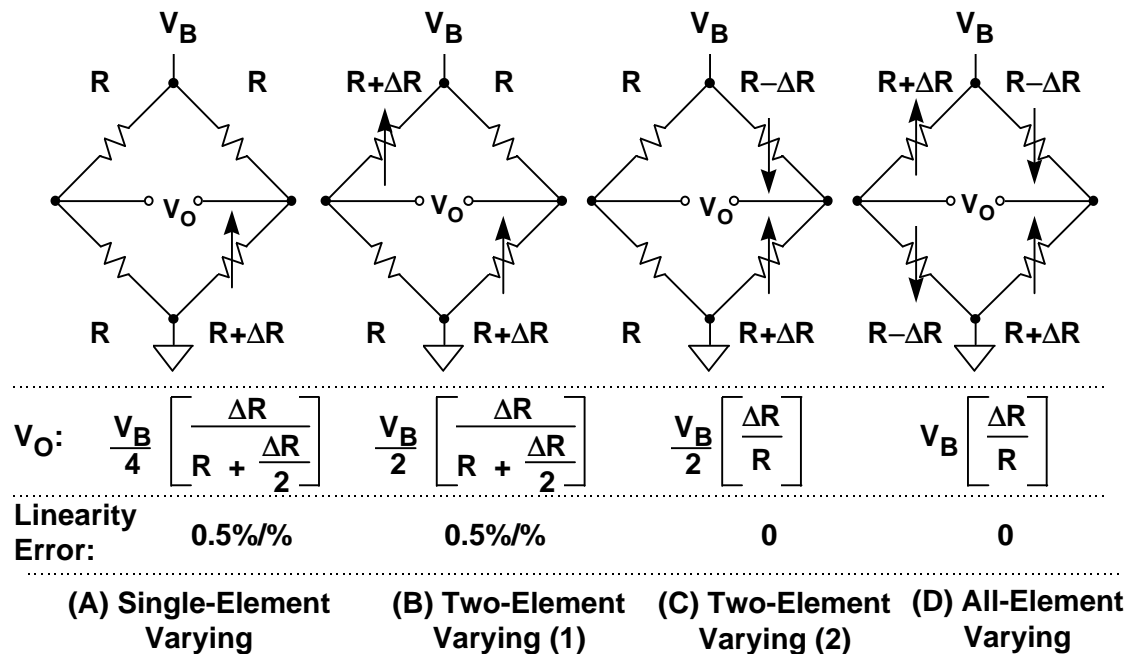 V_B V_B V_B V_B
R R R+ΔR R R R−ΔR R+ΔR R−ΔR
V_O V_O V_O V_O
R R+ΔR R R+ΔR R R+ΔR R−ΔR R+ΔR
V_O: V_B/4 [ΔR / (R + ΔR/2)] V_B/2 [ΔR / (R + ΔR/2)] V_B/2 [ΔR/R] V_B [ΔR/R]
Linearity
Error: 0.5%/% 0.5%/% 0 0
(A) Single-Element (B) Two-Element (C) Two-Element (D) All-Element
Varying Varying (1) Varying (2) Varying